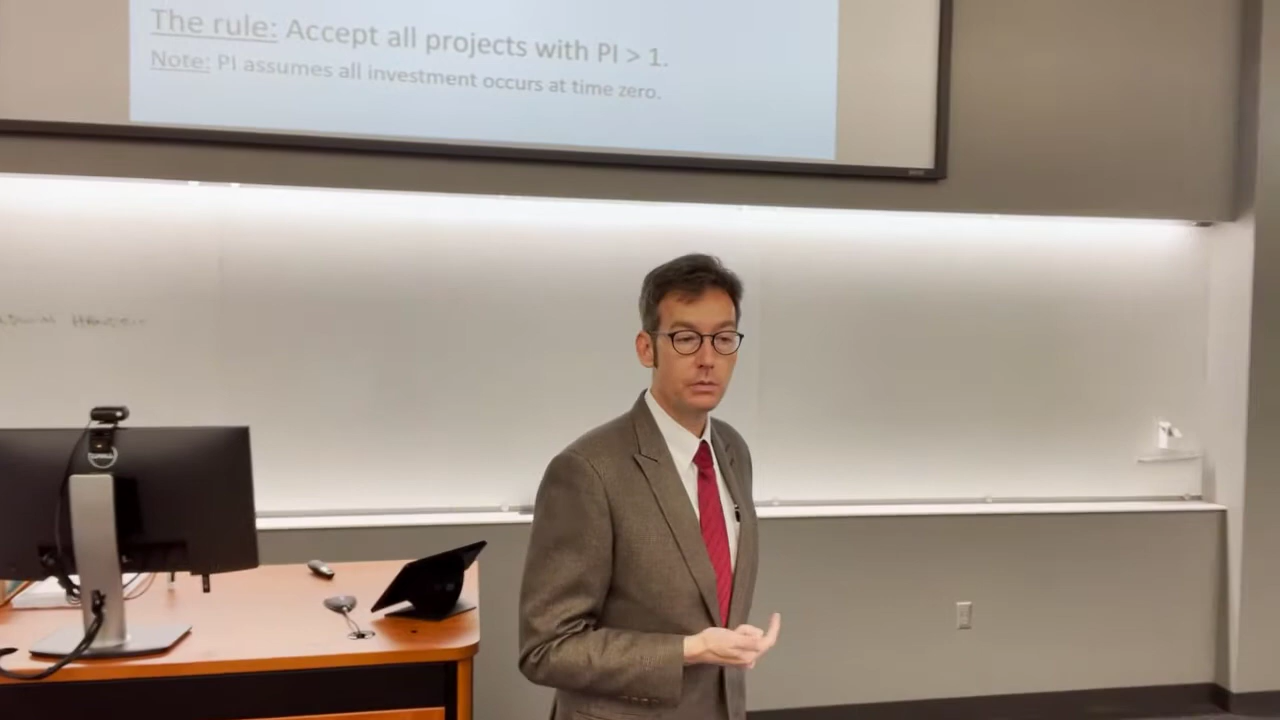 The rule: Accept all projects with PI > 1.
Note: PI assumes all investment occurs at time zero.